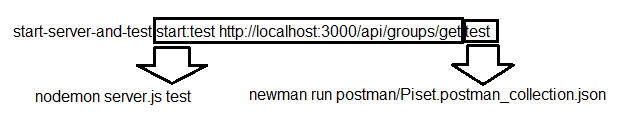 start-server-and-test start:test http://localhost:3000/api/groups/get test
nodemon server.js test
newman run postman/Piset.postman_collection.json